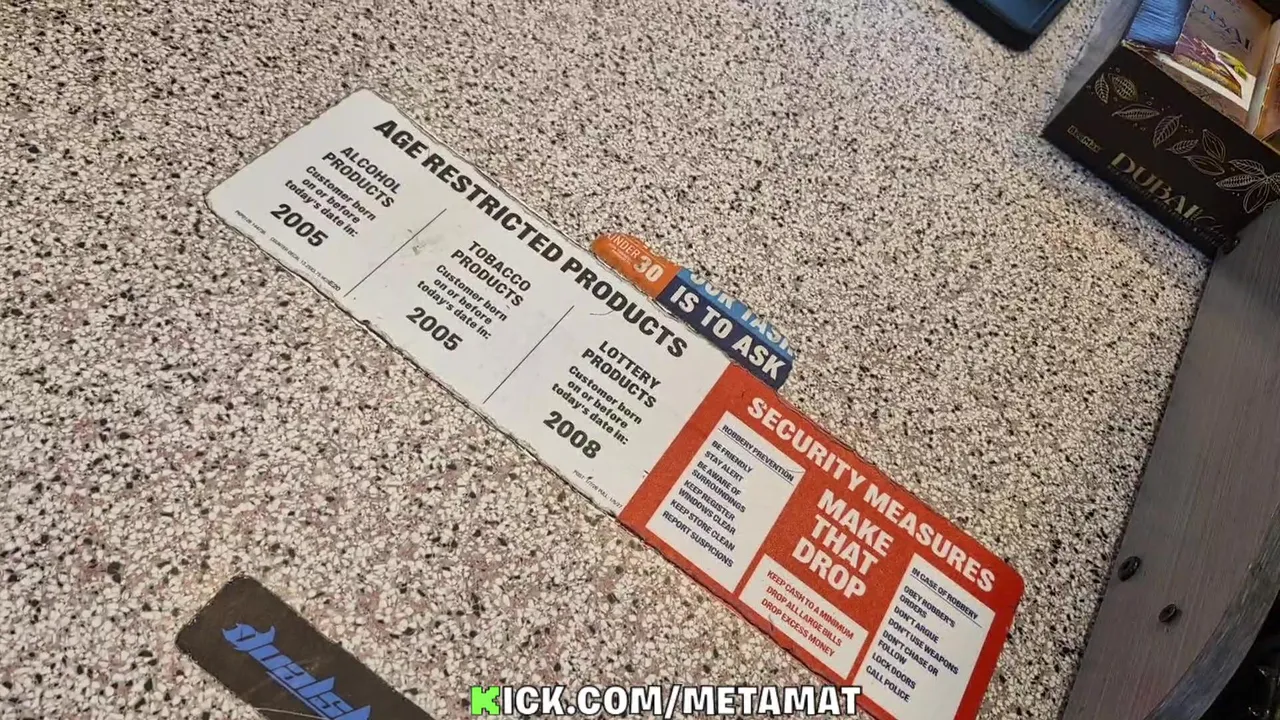 AGE RESTRICTED PRODUCTS
ALCOHOL
PRODUCTS
Customer born
on or before
today's date in:
2005
TOBACCO
PRODUCTS
Customer born
on or before
today's date in:
2005
LOTTERY
PRODUCTS
Customer born
on or before
today's date in:
2008
UNDER
30
IS TO ASK
SECURITY MEASURES
ROBBERY PREVENTION
BE FRIENDLY
STAY ALERT
BE AWARE OF
SURROUNDINGS
KEEP REGISTER
WINDOWS CLEAR
KEEP STORE CLEAN
REPORT SUSPICIONS
MAKE
THAT
DROP
KEEP CASH TO A MINIMUM
DROP ALL LARGE BILLS
DROP EXCESS MONEY
IN CASE OF ROBBERY
OBEY ROBBER'S
ORDERS
DON'T ARGUE
DON'T USE WEAPONS
DON'T CHASE OR
FOLLOW
LOCK DOORS
CALL POLICE
DUBAI
KICK.COM/METAMAT